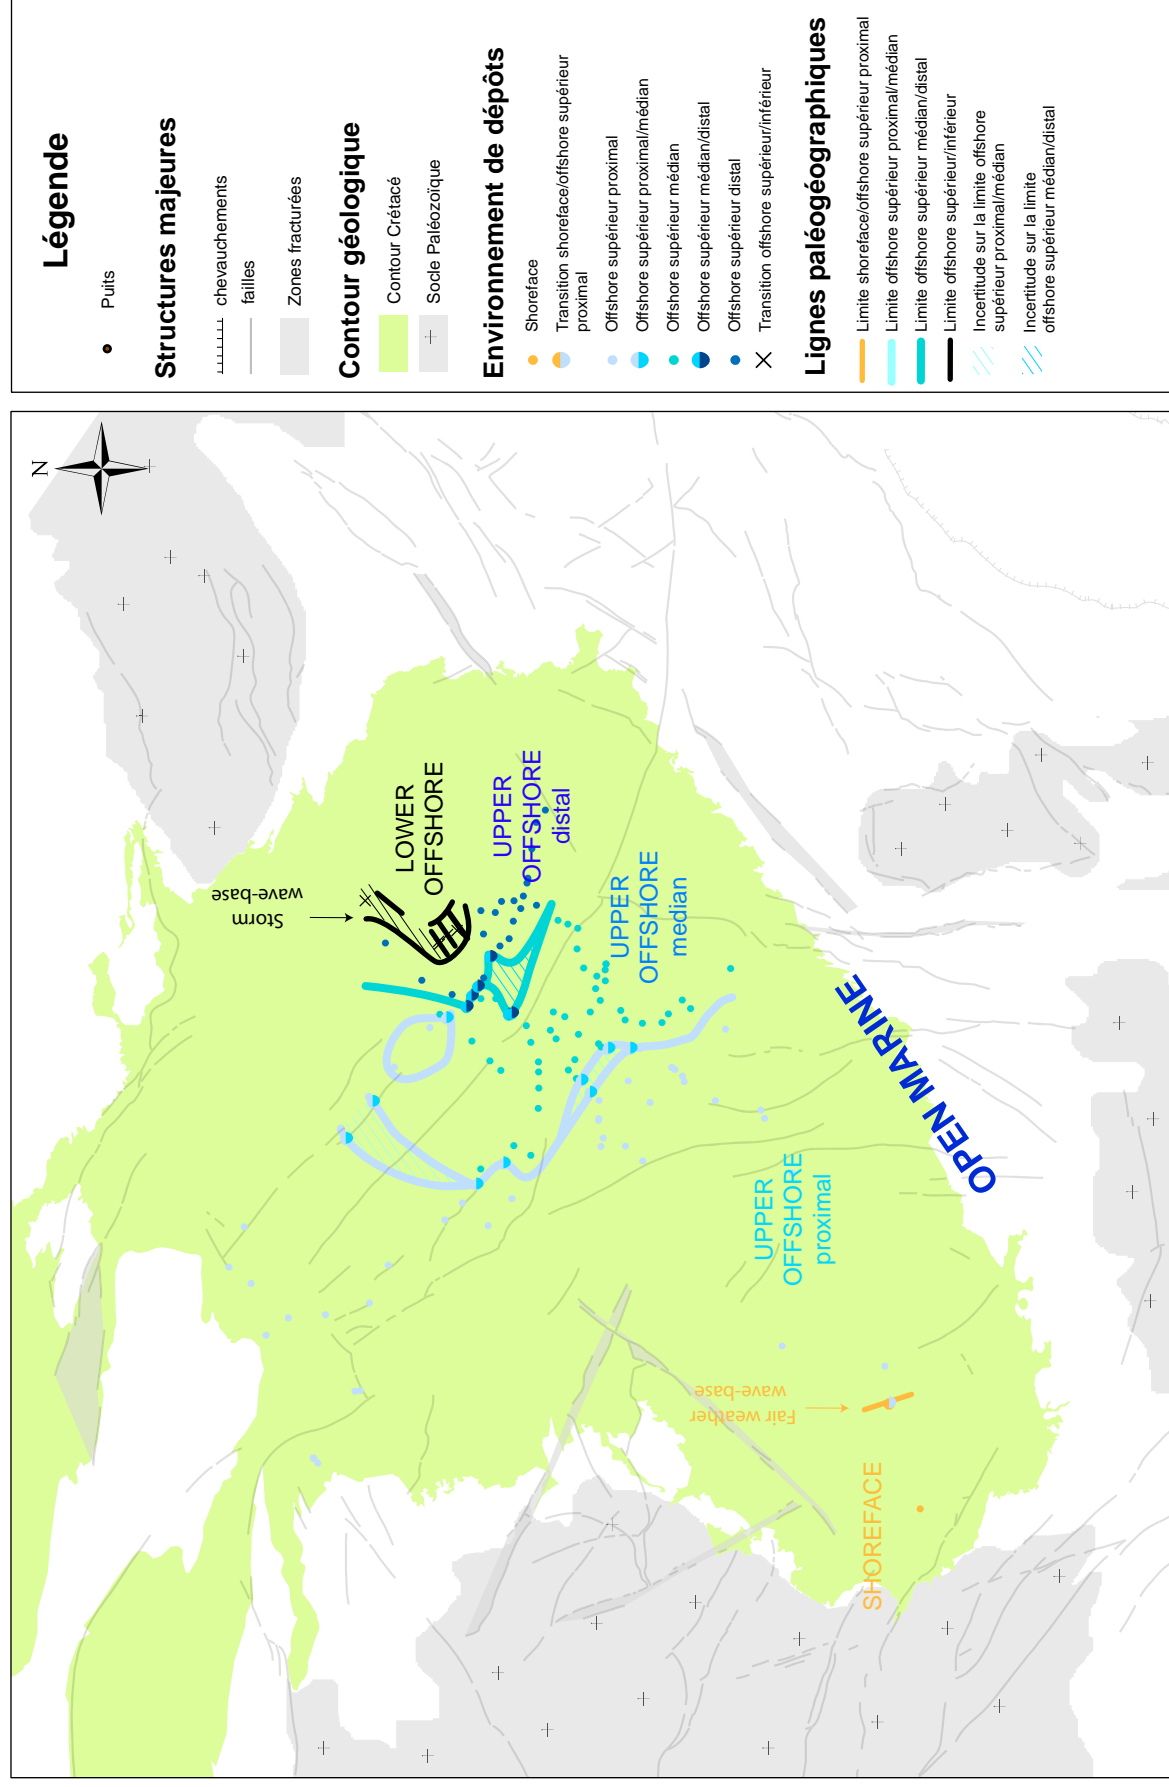 Légende
Puits
Structures majeures
chevauchements
failles
Zones fracturées
Contour géologique
Contour Crétacé
Socle Paléozoïque
Environnement de dépôts
Shoreface
Transition shoreface/offshore supérieur
proximal
Offshore supérieur proximal
Offshore supérieur proximal/médian
Offshore supérieur médian
Offshore supérieur médian/distal
Offshore supérieur distal
Transition offshore supérieur/inférieur
Lignes paléogéographiques
Limite shoreface/offshore supérieur proximal
Limite offshore supérieur proximal/médian
Limite offshore supérieur médian/distal
Limite offshore supérieur/inférieur
Incertitude sur la limite offshore
supérieur proximal/médian
Incertitude sur la limite
offshore supérieur médian/distal
N
Storm
wave-base
LOWER
OFFSHORE
UPPER
OFFSHORE
distal
UPPER
OFFSHORE
median
OPEN MARINE
UPPER
OFFSHORE
proximal
Fair weather
wave-base
SHOREFACE